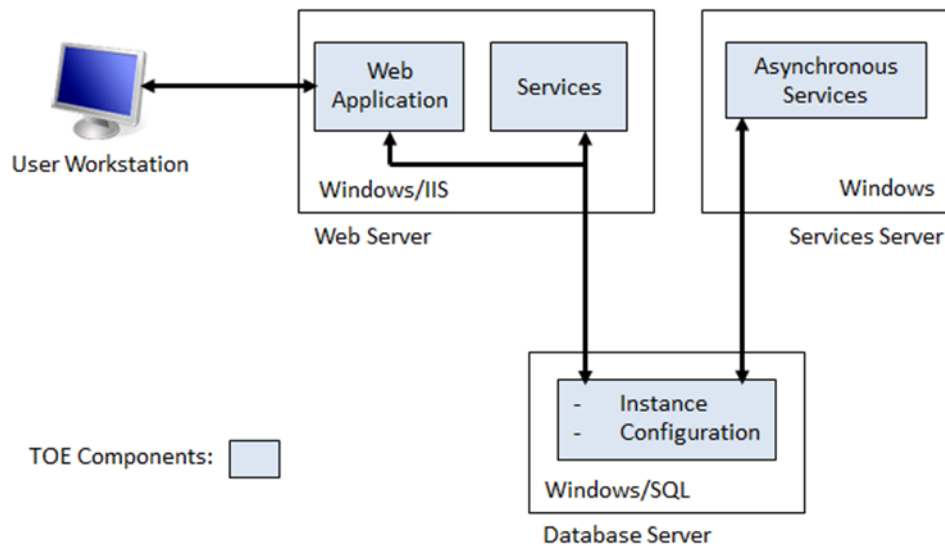 Web
Application
Services
Asynchronous
Services
User Workstation
Windows/IIS
Windows
Web Server
Services Server
- Instance
- Configuration
TOE Components:
Windows/SQL
Database Server